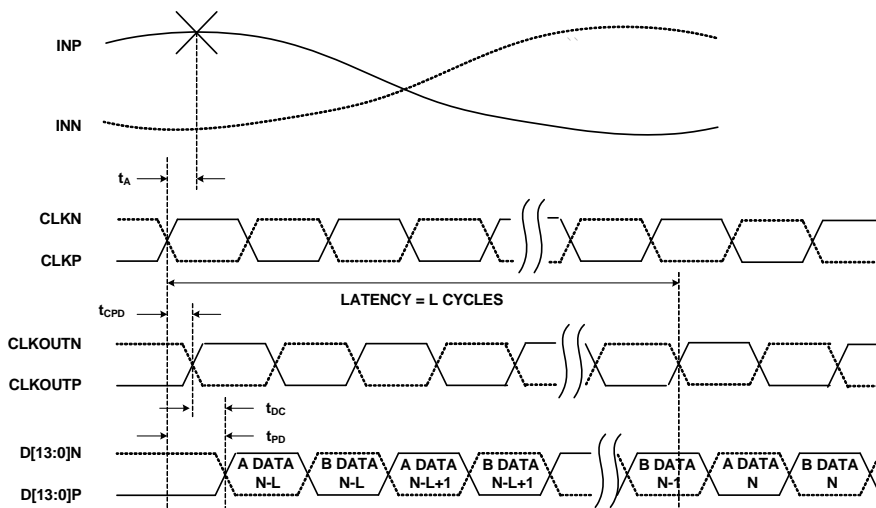 INP
INN
tA
CLKN
CLKP
LATENCY = L CYCLES
tCPD
CLKOUTN
CLKOUTP
tDC
tPD
D[13:0]N
D[13:0]P
A DATA
N-L
B DATA
N-L
A DATA
N-L+1
B DATA
N-L+1
B DATA
N-1
A DATA
N
B DATA
N